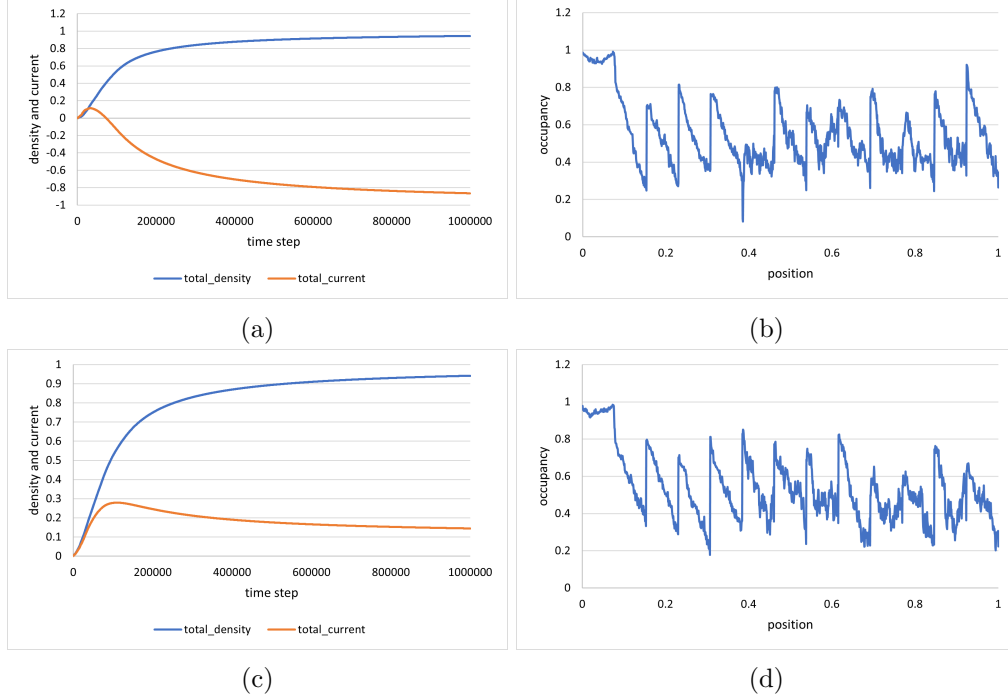 1.2
1
0.8
0.6
0.4
0.2
0
-0.2
-0.4
-0.6
-0.8
-1
density and current
0 200000 400000 600000 800000 1000000
time step
total_density total_current
(a)
1.2
1
0.8
0.6
0.4
0.2
0
occupancy
0 0.2 0.4 0.6 0.8 1
position
(b)
1
0.9
0.8
0.7
0.6
0.5
0.4
0.3
0.2
0.1
0
density and current
0 200000 400000 600000 800000 1000000
time step
total_density total_current
(c)
1.2
1
0.8
0.6
0.4
0.2
0
occupancy
0 0.2 0.4 0.6 0.8 1
position
(d)